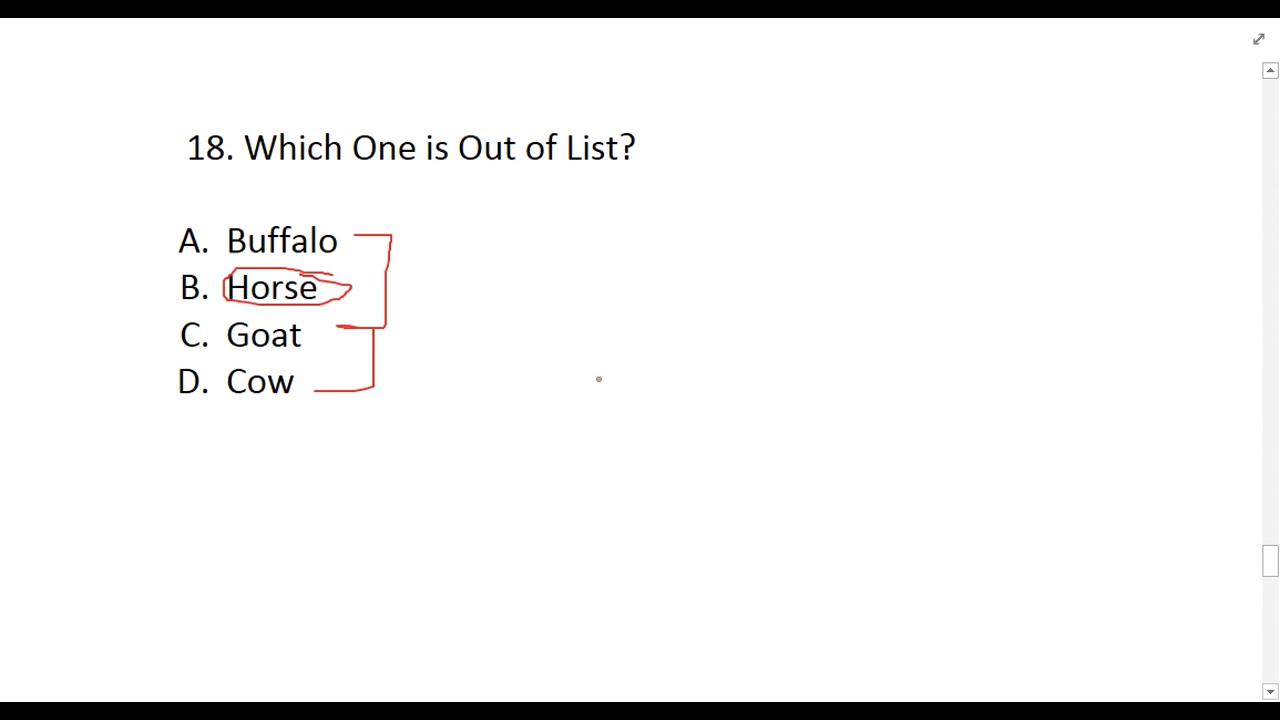 18. Which One is Out of List?
A. Buffalo
B. Horse
C. Goat
D. Cow